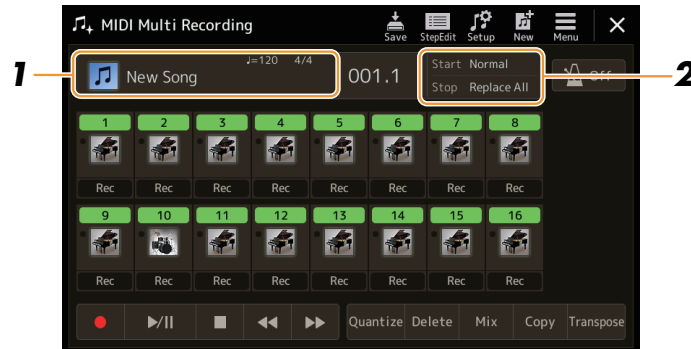 MIDI Multi Recording
Save StepEdit Setup New Menu
1
New Song
♩=120 4/4
001.1
Start Normal
Stop Replace All
Off
2
1 2 3 4 5 6 7 8
Rec Rec Rec Rec Rec Rec Rec Rec
9 10 11 12 13 14 15 16
Rec Rec Rec Rec Rec Rec Rec Rec
Quantize Delete Mix Copy Transpose